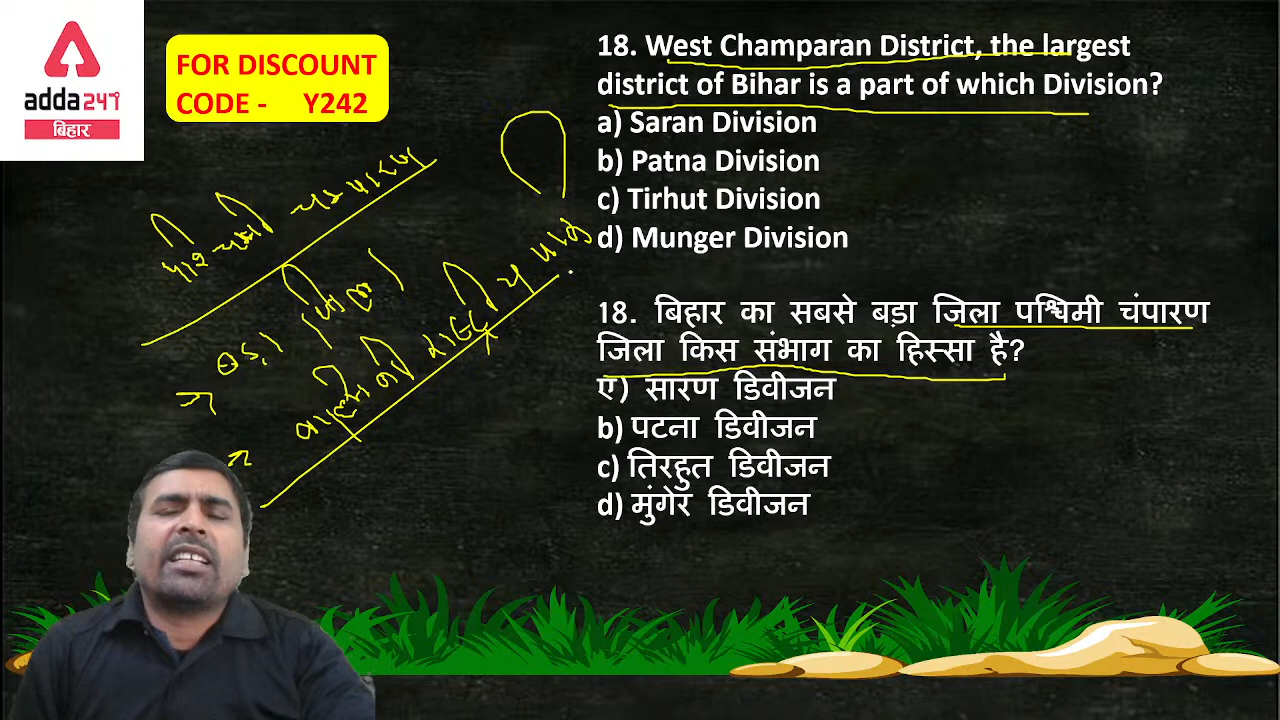 adda 247
बिहार
FOR DISCOUNT
CODE - Y242
18. West Champaran District, the largest
district of Bihar is a part of which Division?
a) Saran Division
b) Patna Division
c) Tirhut Division
d) Munger Division
18. बिहार का सबसे बड़ा जिला पश्चिमी चंपारण
जिला किस संभाग का हिस्सा है?
ए) सारण डिवीजन
b) पटना डिवीजन
c) तिरहुत डिवीजन
d) मुंगेर डिवीजन